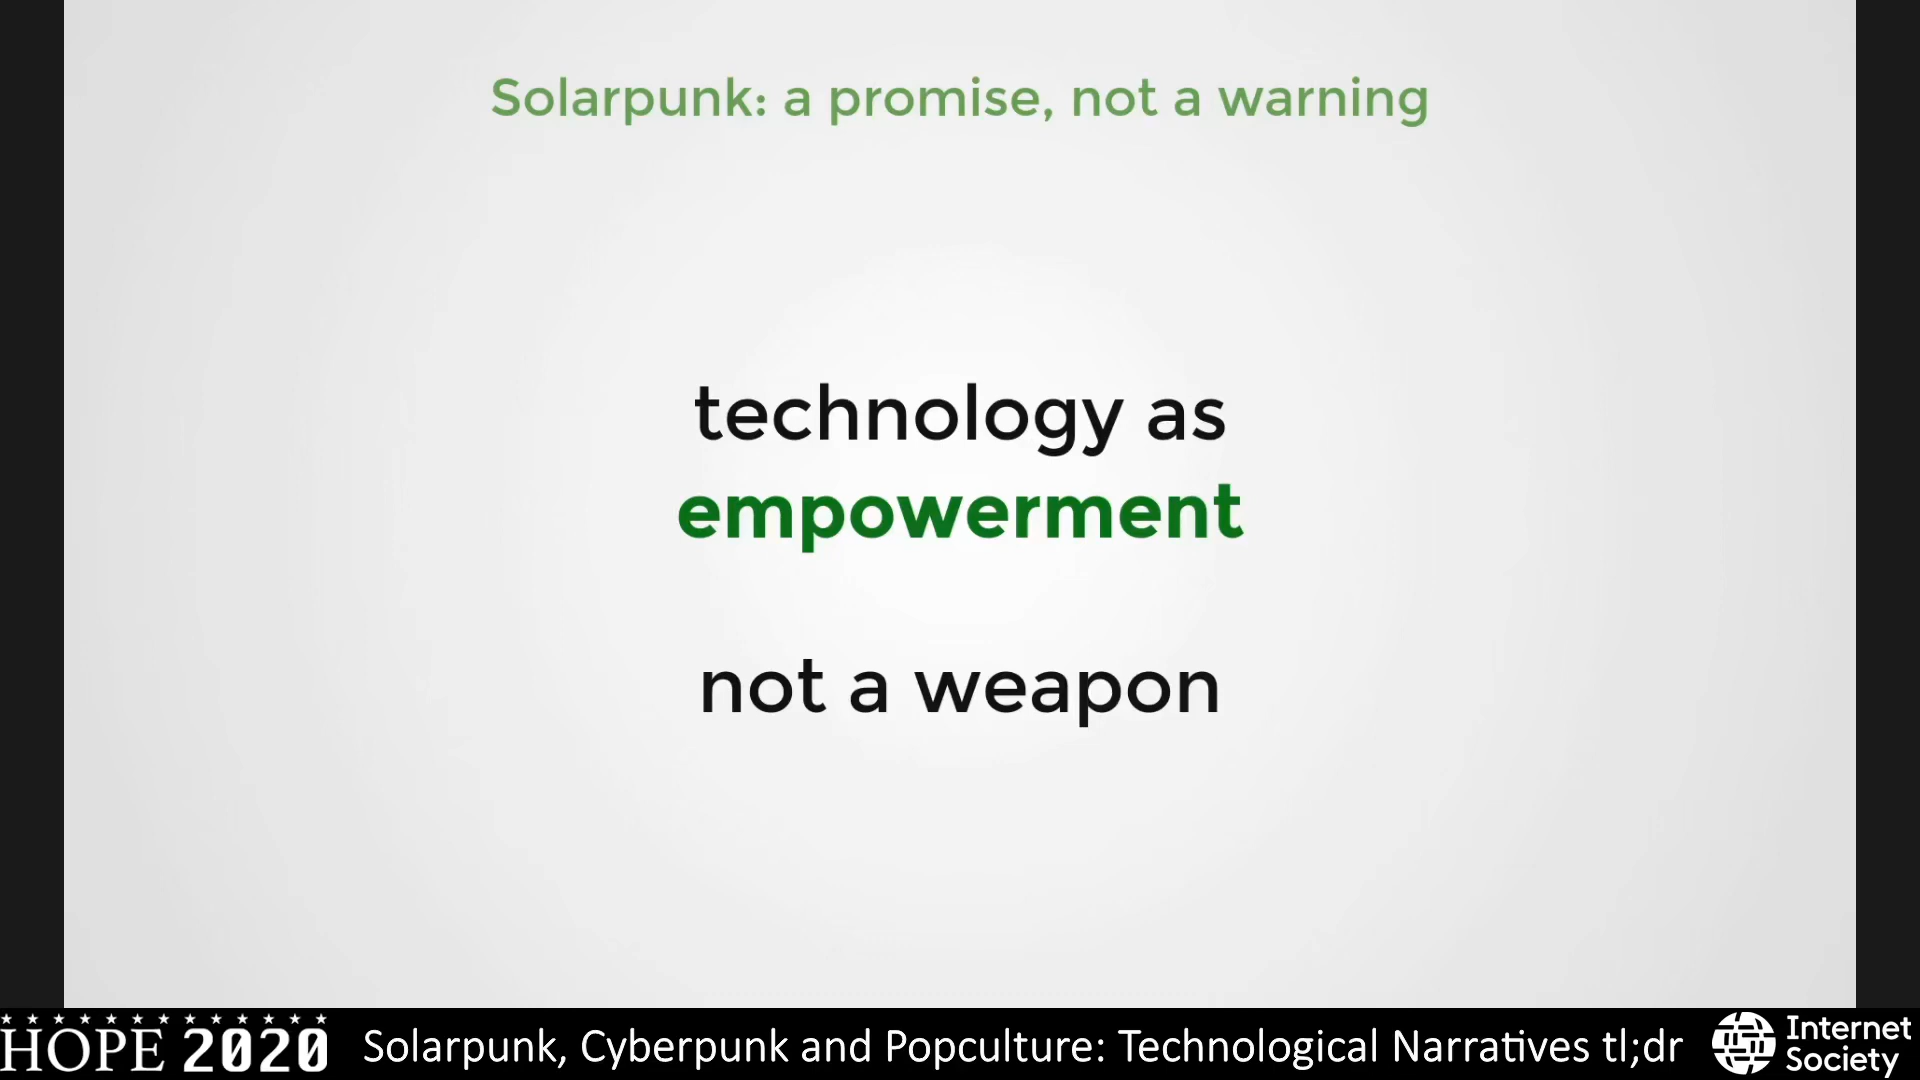 Solarpunk: a promise, not a warning
technology as
empowerment
not a weapon
HOPE 2020
Solarpunk, Cyberpunk and Popculture: Technological Narratives tl;dr
Internet
Society